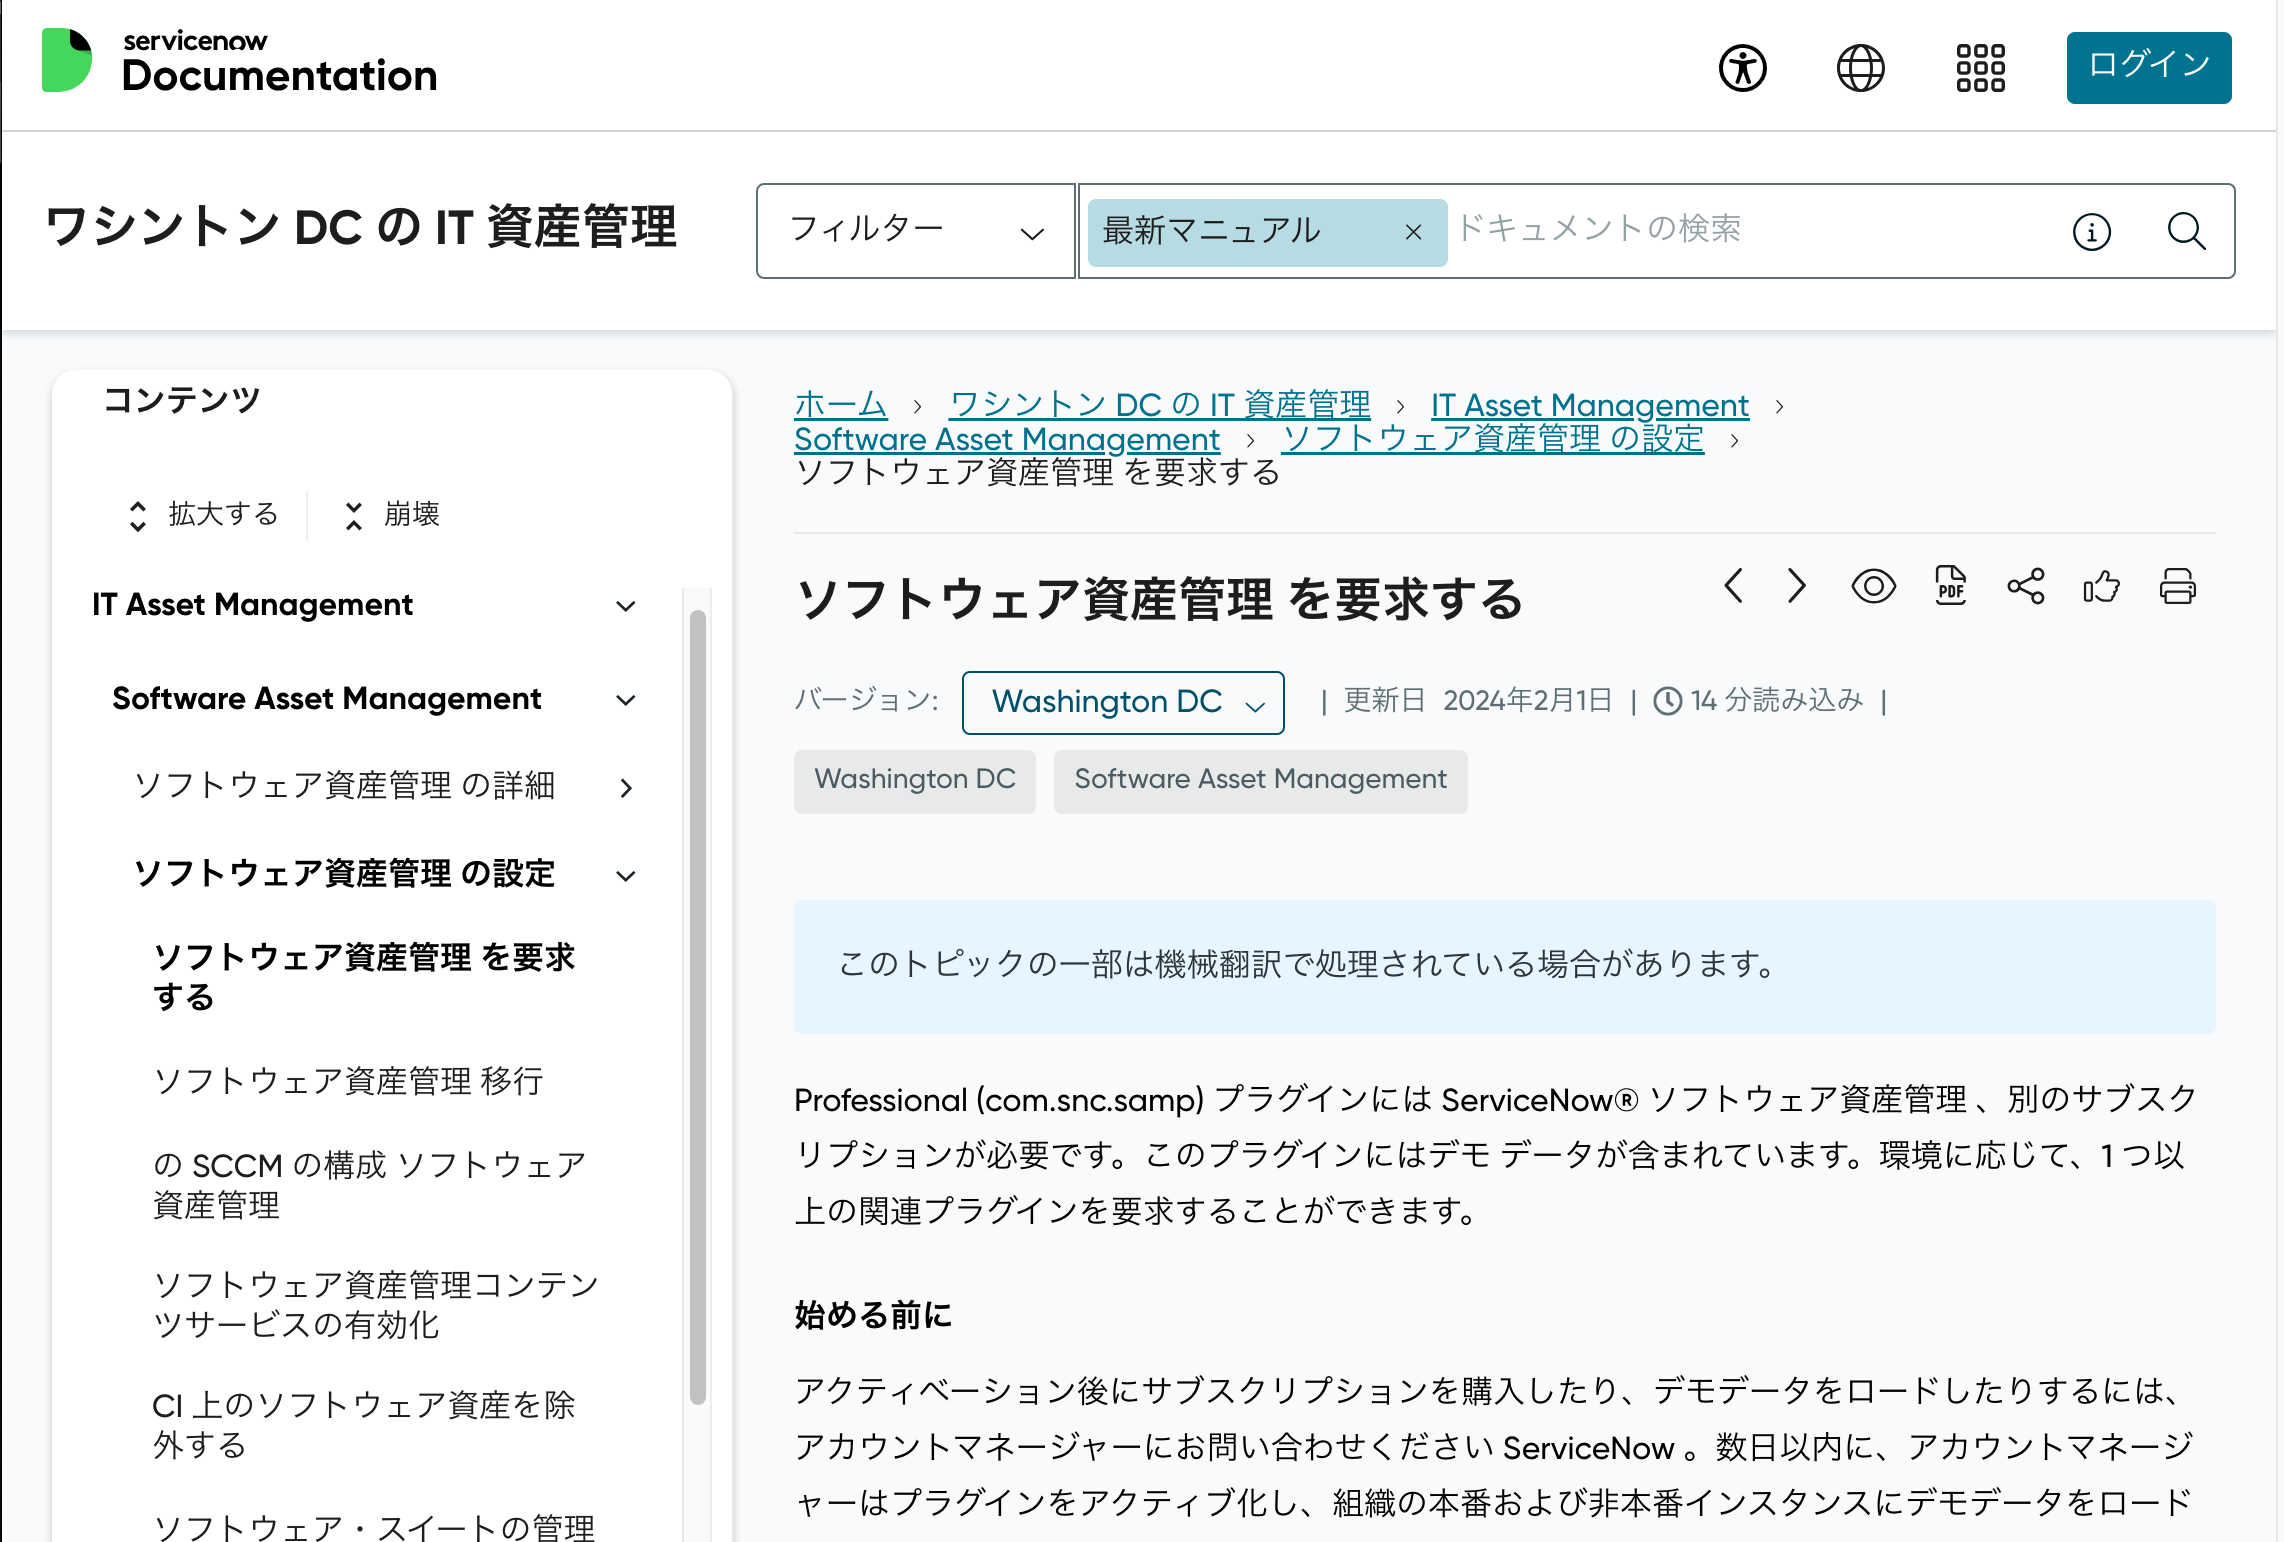 servicenow
Documentation
ログイン
ワシントン DC の IT 資産管理
フィルター
最新マニュアル ×
ドキュメントの検索
コンテンツ
拡大する
崩壊
IT Asset Management
Software Asset Management
ソフトウェア資産管理 の詳細
ソフトウェア資産管理 の設定
ソフトウェア資産管理 を要求
する
ソフトウェア資産管理 移行
の SCCM の構成 ソフトウェア
資産管理
ソフトウェア資産管理コンテン
ツサービスの有効化
CI 上のソフトウェア資産を除
外する
ソフトウェア・スイートの管理
ホーム › ワシントン DC の IT 資産管理 › IT Asset Management ›
Software Asset Management › ソフトウェア資産管理 の設定 ›
ソフトウェア資産管理 を要求する
ソフトウェア資産管理 を要求する
PDF
バージョン: Washington DC | 更新日 2024年2月1日 | 14 分読み込み |
Washington DC Software Asset Management
このトピックの一部は機械翻訳で処理されている場合があります。
Professional (com.snc.samp) プラグインには ServiceNow® ソフトウェア資産管理 、別のサブスク
リプションが必要です。このプラグインにはデモ データが含まれています。環境に応じて、1 つ以
上の関連プラグインを要求することができます。
始める前に
アクティベーション後にサブスクリプションを購入したり、デモデータをロードしたりするには、
アカウントマネージャーにお問い合わせください ServiceNow 。数日以内に、アカウントマネージ
ャーはプラグインをアクティブ化し、組織の本番および非本番インスタンスにデモデータをロード